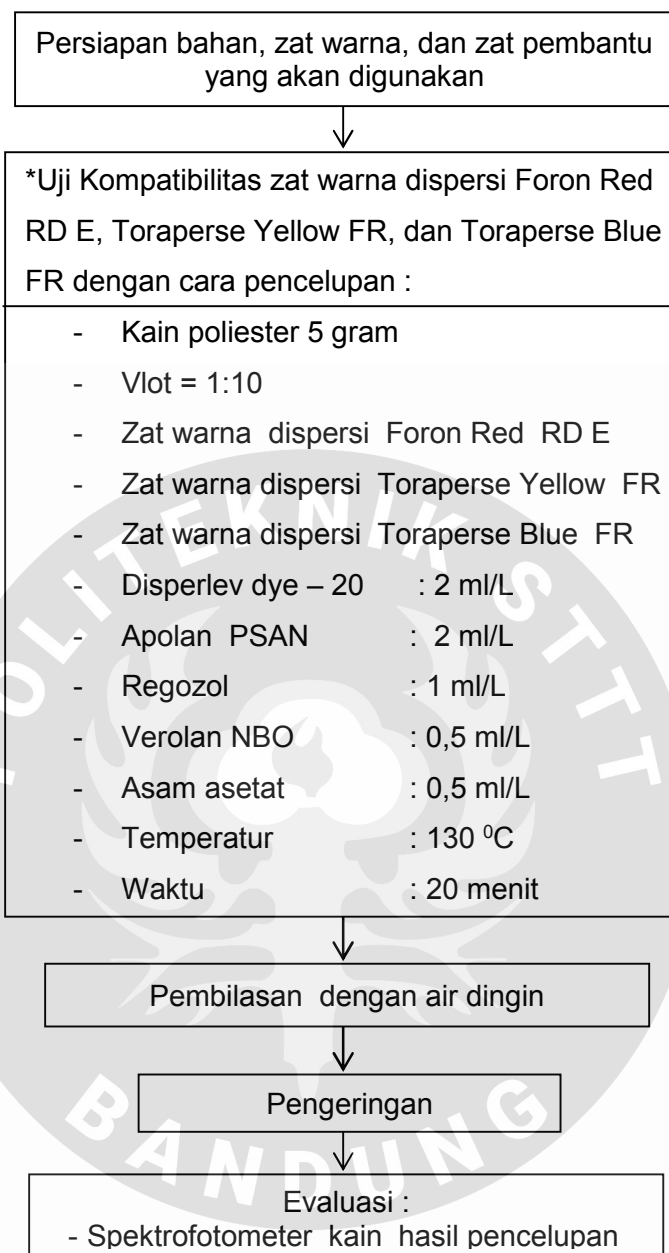 Persiapan bahan, zat warna, dan zat pembantu
yang akan digunakan
*Uji Kompatibilitas zat warna dispersi Foron Red
RD E, Toraperse Yellow FR, dan Toraperse Blue
FR dengan cara pencelupan :
- Kain poliester 5 gram
- Vlot = 1:10
- Zat warna dispersi Foron Red RD E
- Zat warna dispersi Toraperse Yellow FR
- Zat warna dispersi Toraperse Blue FR
- Disperlev dye – 20 : 2 ml/L
- Apolan PSAN : 2 ml/L
- Regozol : 1 ml/L
- Verolan NBO : 0,5 ml/L
- Asam asetat : 0,5 ml/L
- Temperatur : 130 ⁰C
- Waktu : 20 menit
Pembilasan dengan air dingin
Pengeringan
Evaluasi :
- Spektrofotometer kain hasil pencelupan
POLITEKNIK STTT
BANDUNG